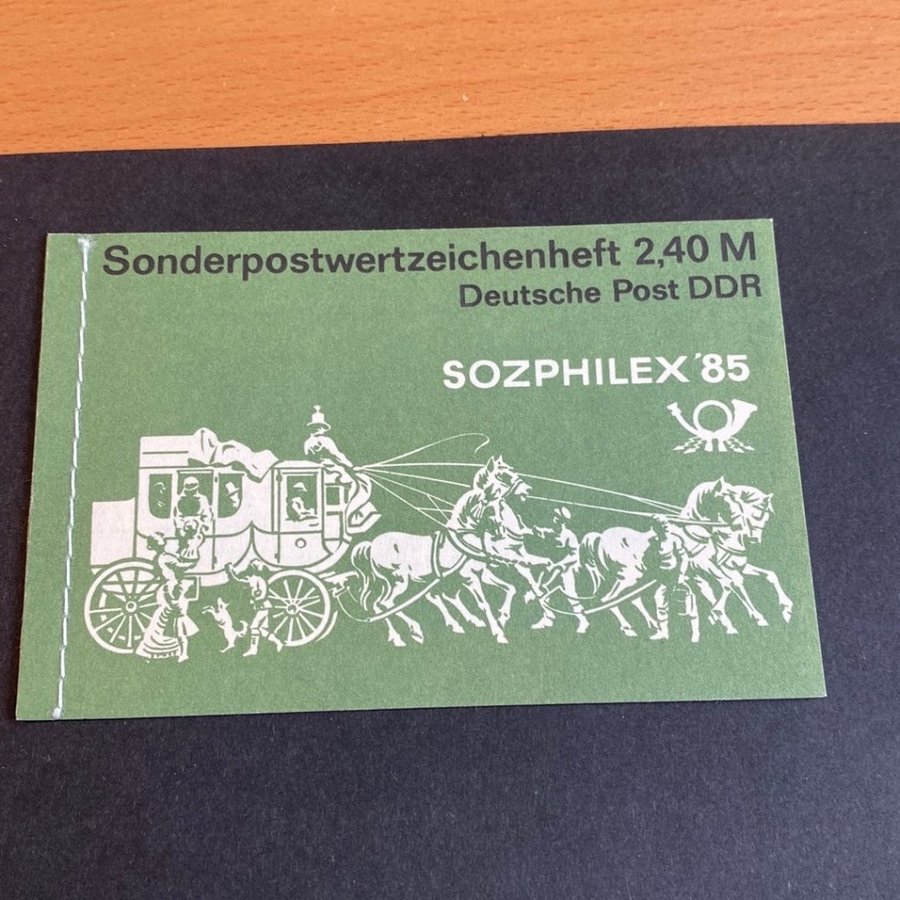 Sonderpostwertzeichenheft 2,40 M
Deutsche Post DDR
SOZPHILEX '85